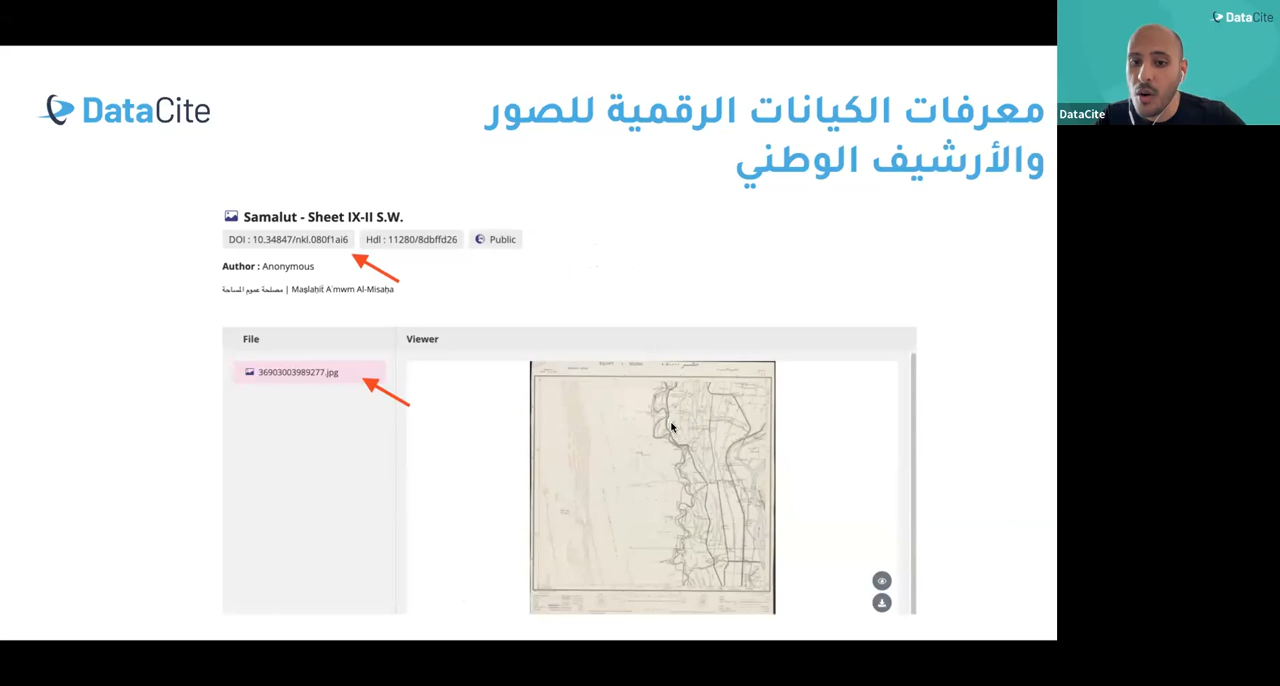 DataCite
DataCite
DataCite
معرفات الكيانات الرقمية للصور
والأرشيف الوطني
Samalut - Sheet IX-II S.W.
DOI : 10.34847/nkl.080f1ai6 Hdl : 11280/8dbffd26 Public
Author : Anonymous
مصلحة عموم المساحة | Maṣlaḥiẗ A'mwm Al-Misaḥa
File Viewer
36903003989277.jpg